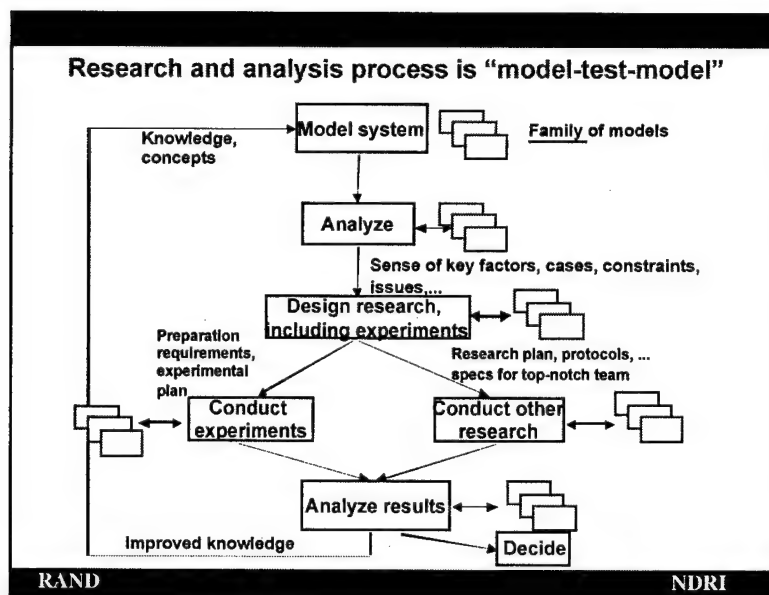 Research and analysis process is “model-test-model”
Model system
Family of models
Knowledge,
concepts
Analyze
Sense of key factors, cases, constraints,
issues,...
Design research,
including experiments
Preparation
requirements,
experimental
plan
Research plan, protocols, ...
specs for top-notch team
Conduct
experiments
Conduct other
research
Analyze results
Improved knowledge
Decide
RAND
NDRI